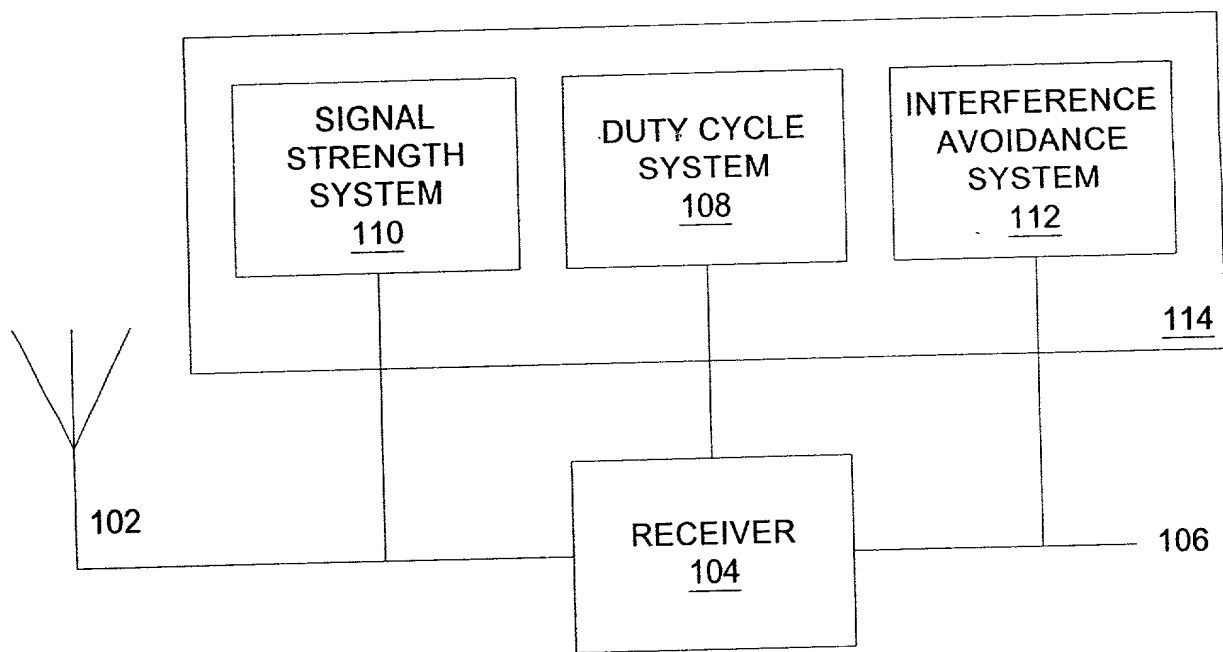 SIGNAL
STRENGTH
SYSTEM
110
DUTY CYCLE
SYSTEM
108
INTERFERENCE
AVOIDANCE
SYSTEM
112
114
102
RECEIVER
104
106